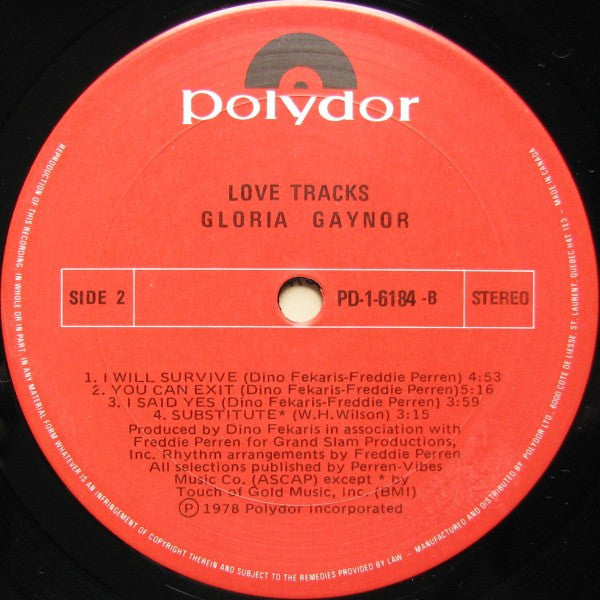 polydor
LOVE TRACKS
GLORIA GAYNOR
SIDE 2
PD-1-6184 -B
STEREO
1. I WILL SURVIVE (Dino Fekaris-Freddie Perren) 4:53
2. YOU CAN EXIT (Dino Fekaris-Freddie Perren)5:16
3. I SAID YES (Dino Fekaris-Freddie Perren) 3:59
4. SUBSTITUTE* (W.H.Wilson) 3:15
Produced by Dino Fekaris in association with
Freddie Perren for Grand Slam Productions,
Inc. Rhythm arrangements by Freddie Perren
All selections published by Perren-Vibes
Music Co. (ASCAP) except * by
Touch of Gold Music, Inc. (BMI)
℗ 1978 Polydor Incorporated
REPRODUCTION OF THIS RECORDING, IN WHOLE OR IN PART, IN ANY MATERIAL FORM WHATEVER IS AN INFRINGEMENT OF COPYRIGHT THEREIN AND SUBJECT TO THE REMEDIES PROVIDED BY LAW – MANUFACTURED AND DISTRIBUTED BY POLYDOR LTD., 6000 COTE DE LIESSE, ST. LAURENT, QUEBEC H4T 1E3 MADE IN CANADA